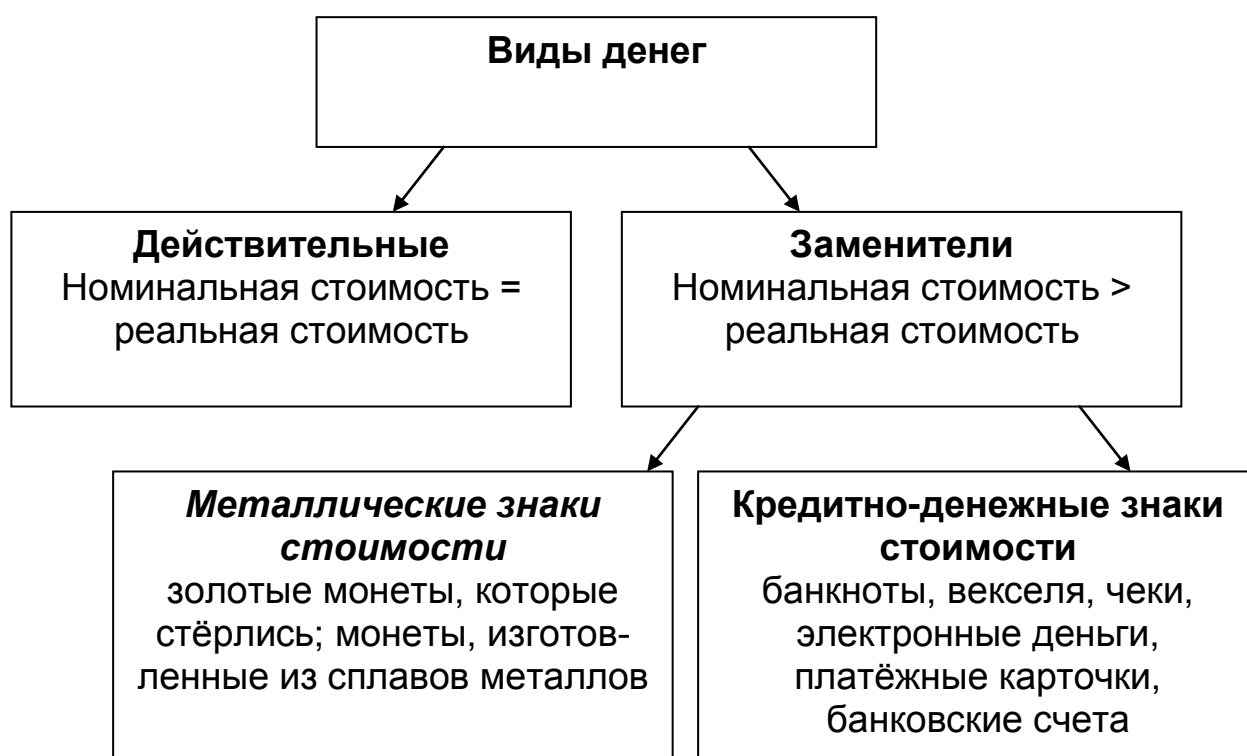 Виды денег
Действительные
Номинальная стоимость =
реальная стоимость
Заменители
Номинальная стоимость >
реальная стоимость
Металлические знаки
стоимости
золотые монеты, которые
стёрлись; монеты, изготов-
ленные из сплавов металлов
Кредитно-денежные знаки
стоимости
банкноты, векселя, чеки,
электронные деньги,
платёжные карточки,
банковские счета